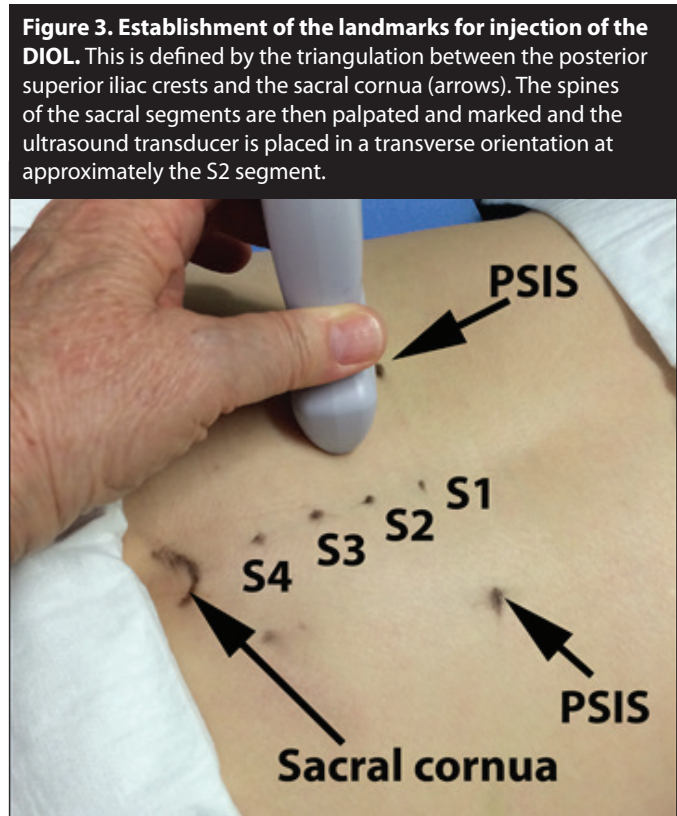 Figure 3. Establishment of the landmarks for injection of the
DIOL. This is defined by the triangulation between the posterior
superior iliac crests and the sacral cornua (arrows). The spines
of the sacral segments are then palpated and marked and the
ultrasound transducer is placed in a transverse orientation at
approximately the S2 segment.
PSIS
S1
S2
S3
S4
PSIS
Sacral cornua